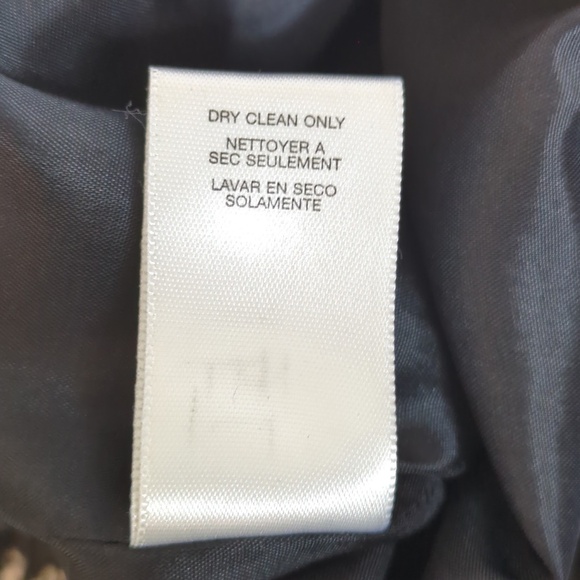 DRY CLEAN ONLY
NETTOYER A
SEC SEULEMENT
LAVAR EN SECO
SOLAMENTE